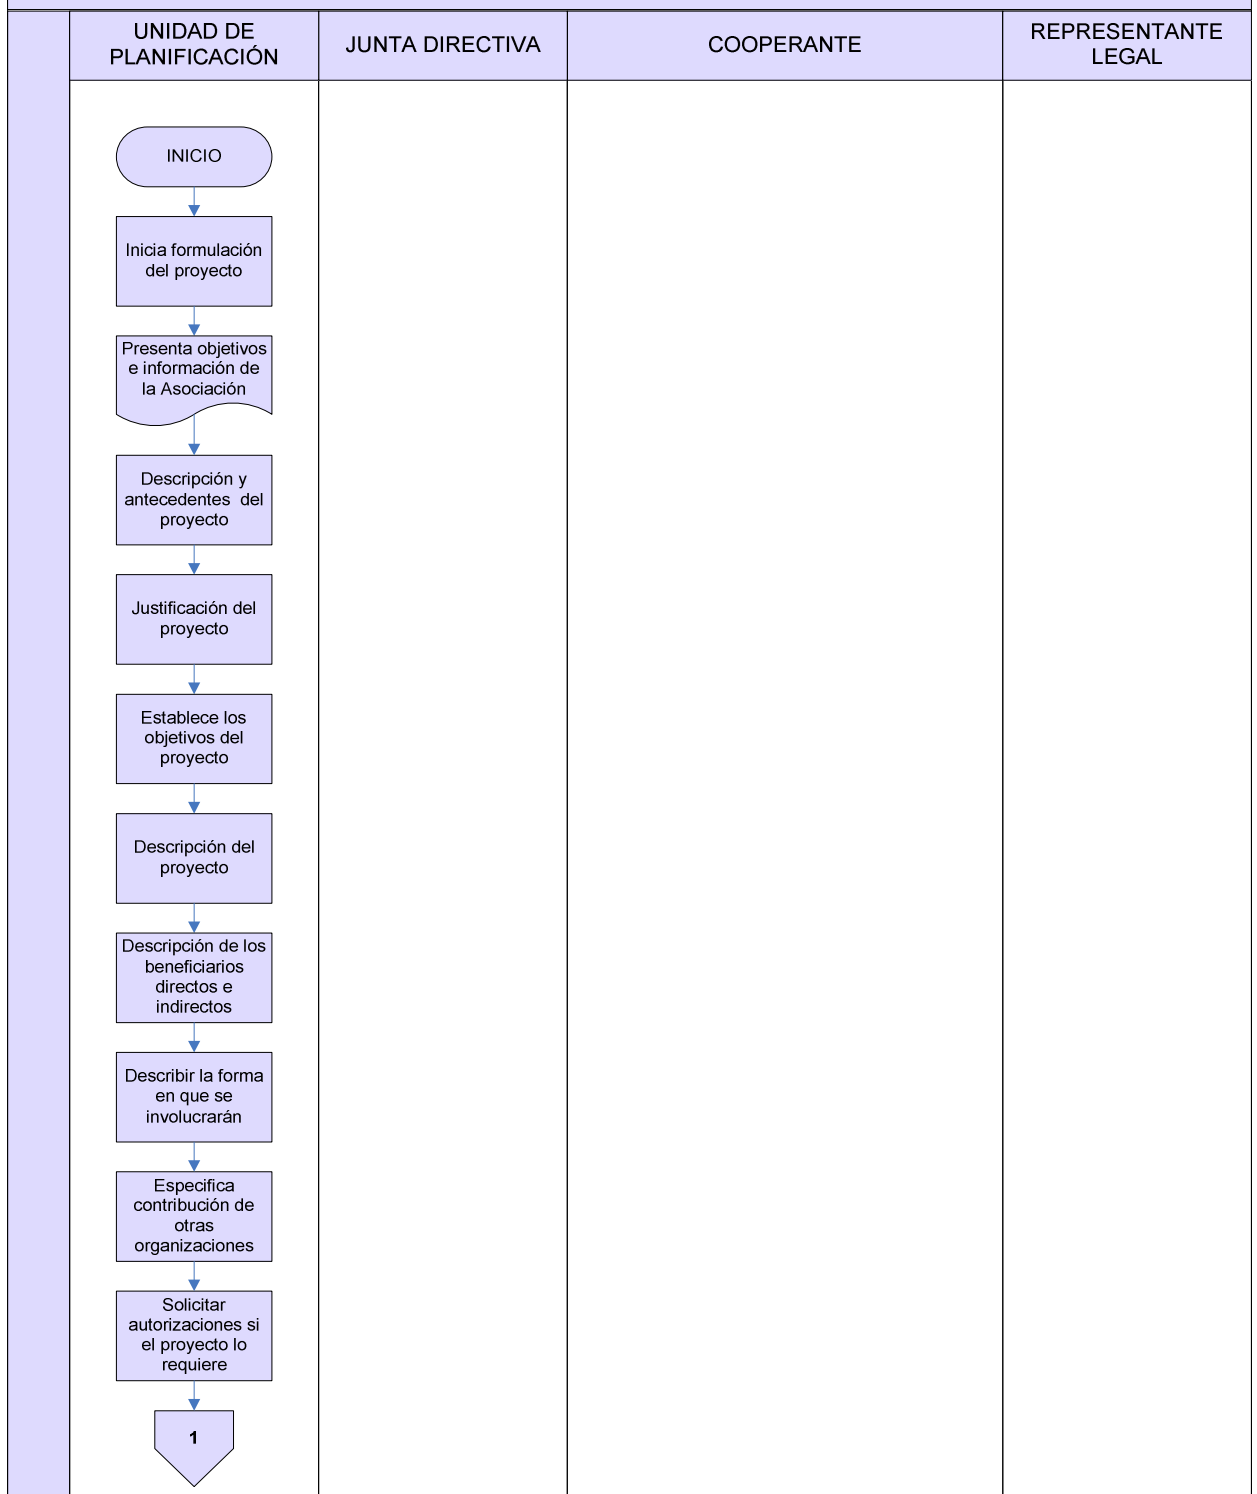 UNIDAD DE
PLANIFICACIÓN
JUNTA DIRECTIVA
COOPERANTE
REPRESENTANTE
LEGAL
INICIO
Inicia formulación
del proyecto
Presenta objetivos
e información de
la Asociación
Descripción y
antecedentes del
proyecto
Justificación del
proyecto
Establece los
objetivos del
proyecto
Descripción del
proyecto
Descripción de los
beneficiarios
directos e
indirectos
Describir la forma
en que se
involucrarán
Especifica
contribución de
otras
organizaciones
Solicitar
autorizaciones si
el proyecto lo
requiere
1